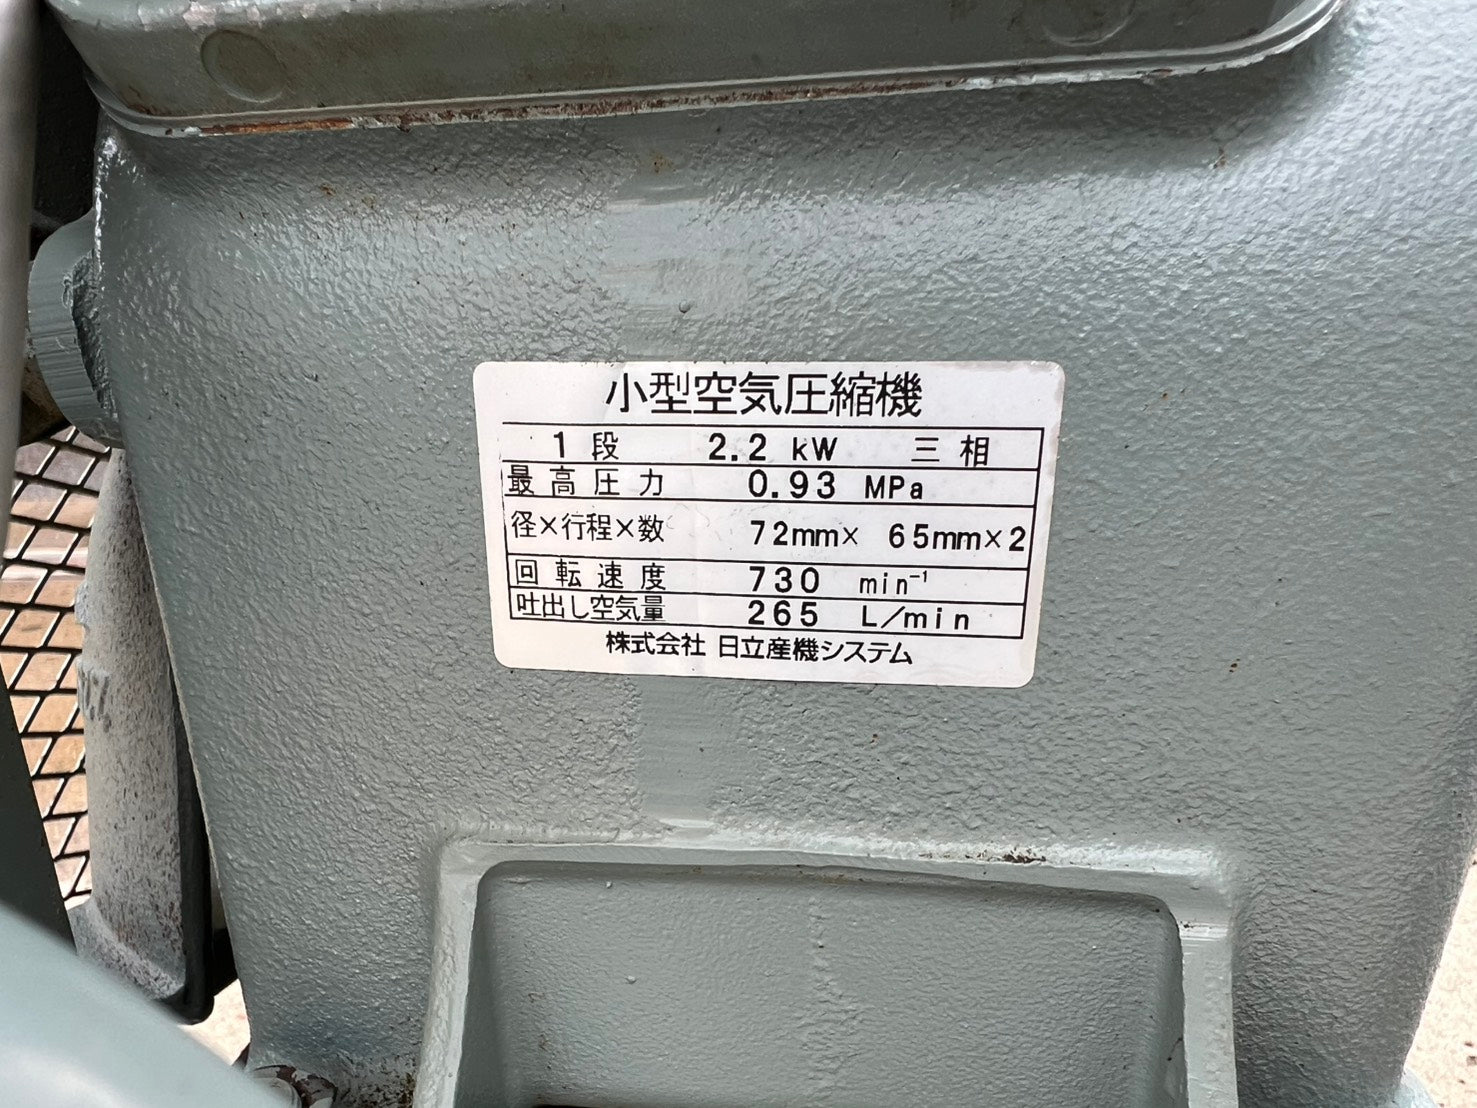 小型空気圧縮機
1段 2.2 kW 三相
最高圧力 0.93 MPa
径×行程×数 72mm× 65mm×2
回転速度 730 min⁻¹
吐出し空気量 265 L/min
株式会社 日立産機システム